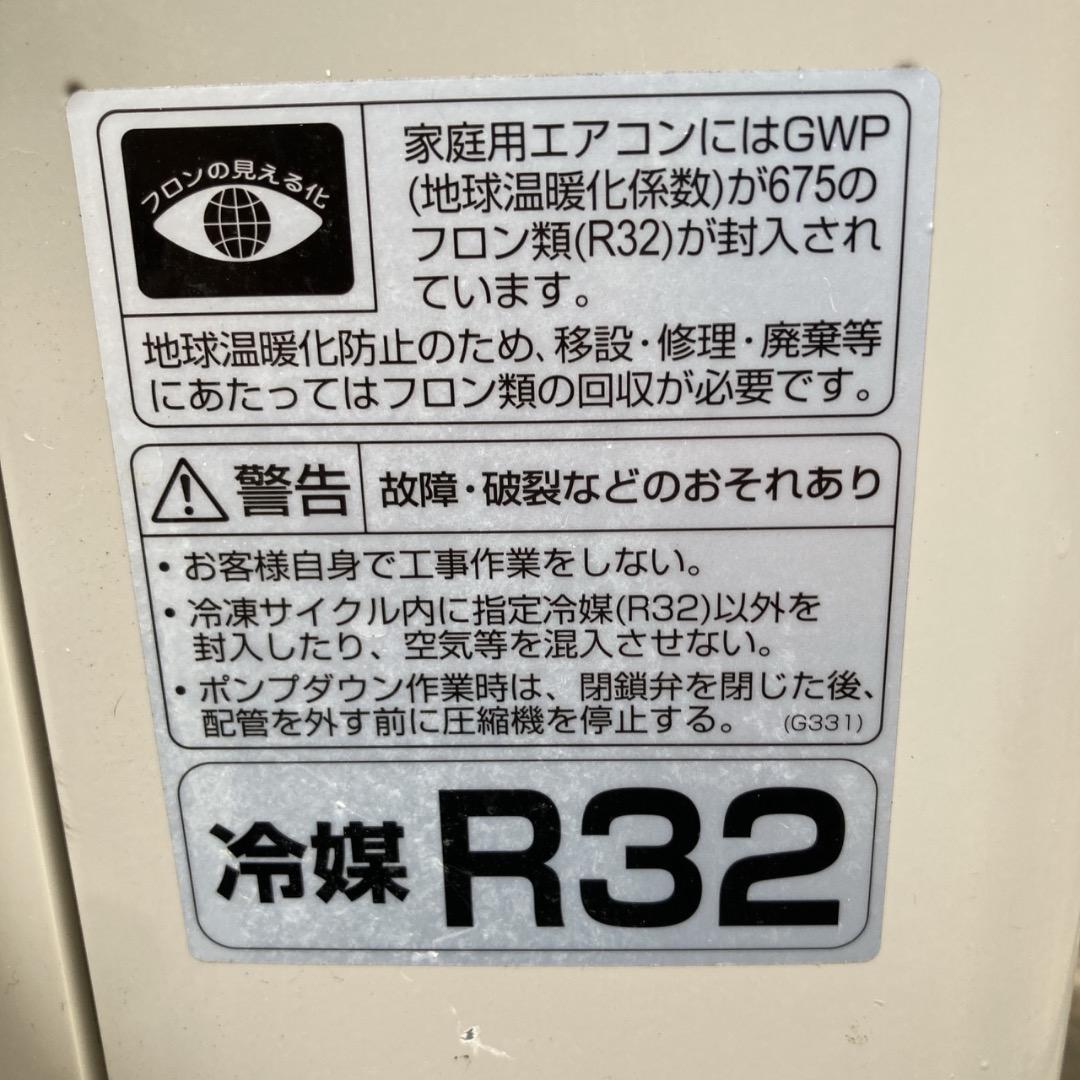 フロンの見える化
家庭用エアコンにはGWP
(地球温暖化係数)が675の
フロン類(R32)が封入され
ています。
地球温暖化防止のため、移設・修理・廃棄等
にあたってはフロン類の回収が必要です。
警告
故障・破裂などのおそれあり
・お客様自身で工事作業をしない。
・冷凍サイクル内に指定冷媒(R32)以外を
封入したり、空気等を混入させない。
・ポンプダウン作業時は、閉鎖弁を閉じた後、
配管を外す前に圧縮機を停止する。 (G331)
冷媒 R32